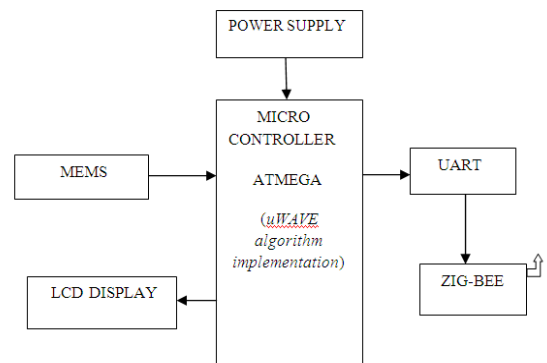 POWER SUPPLY
MICRO
CONTROLLER
ATMEGA
(uWAVE
algorithm
implementation)
MEMS
UART
LCD DISPLAY
ZIG-BEE